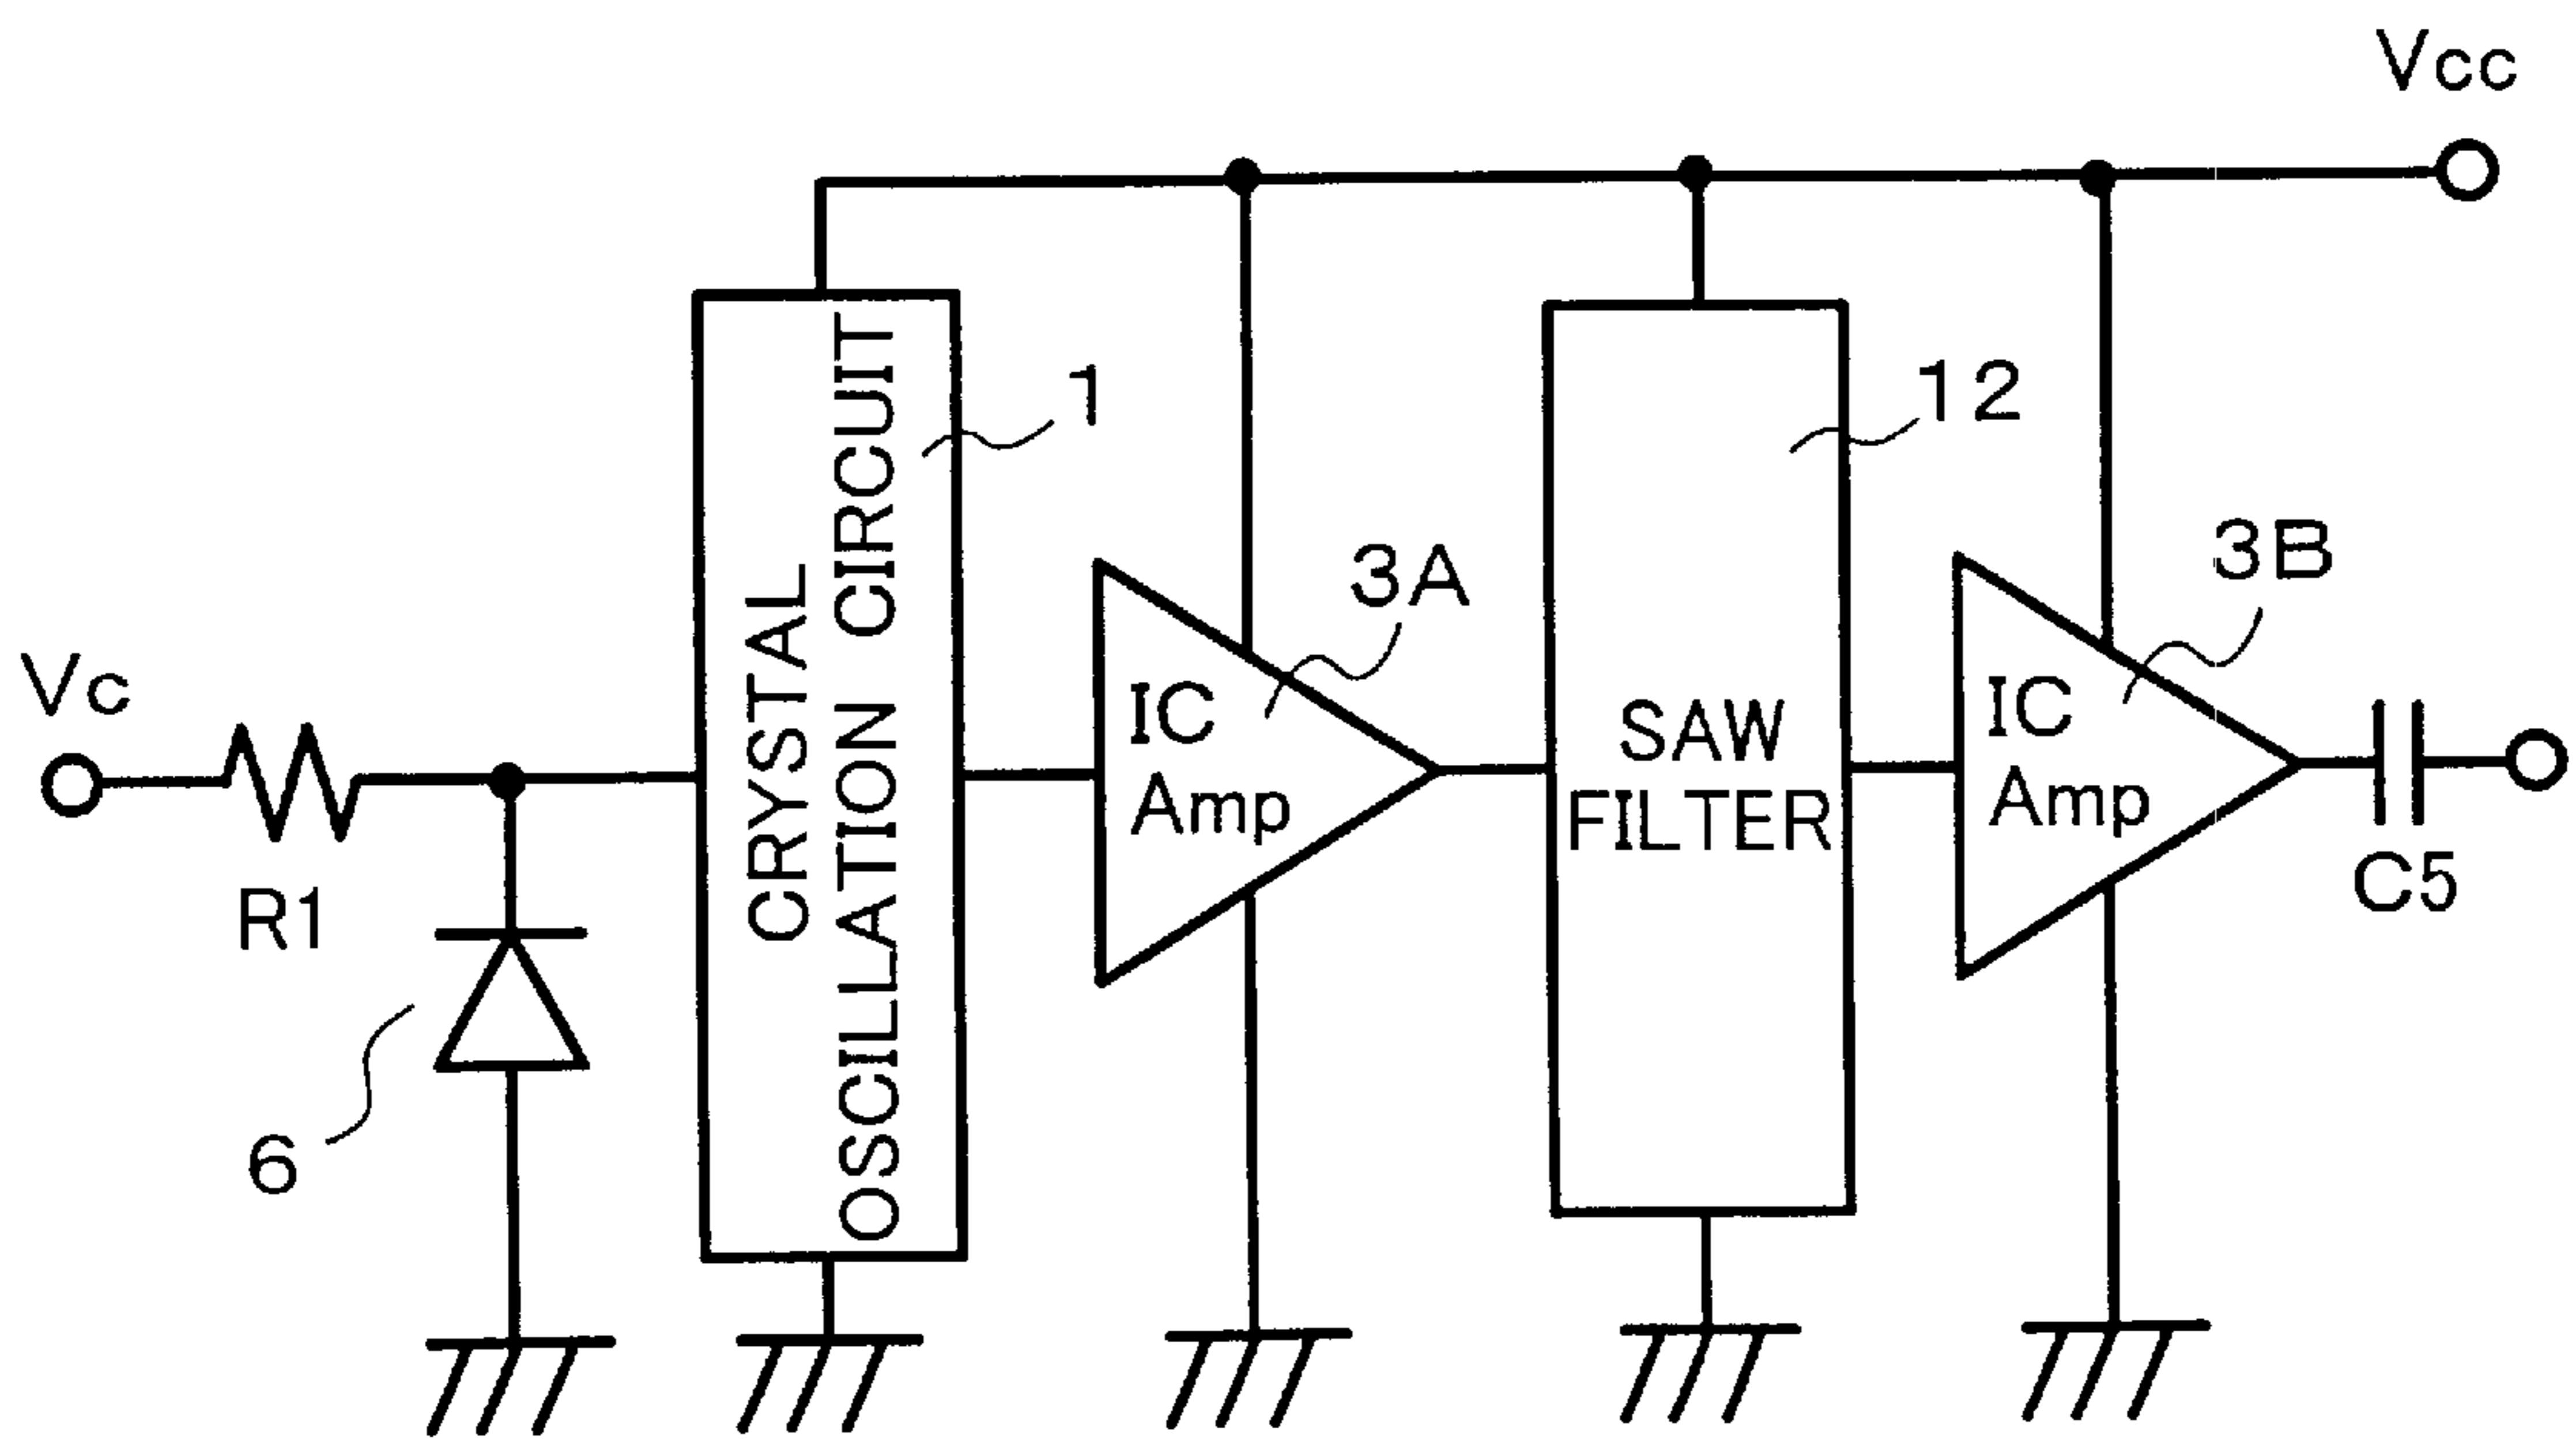 Vcc
1
12
3A
3B
Vc
CRYSTAL
OSCILLATION CIRCUIT
IC
Amp
SAW
FILTER
IC
Amp
R1
C5
6